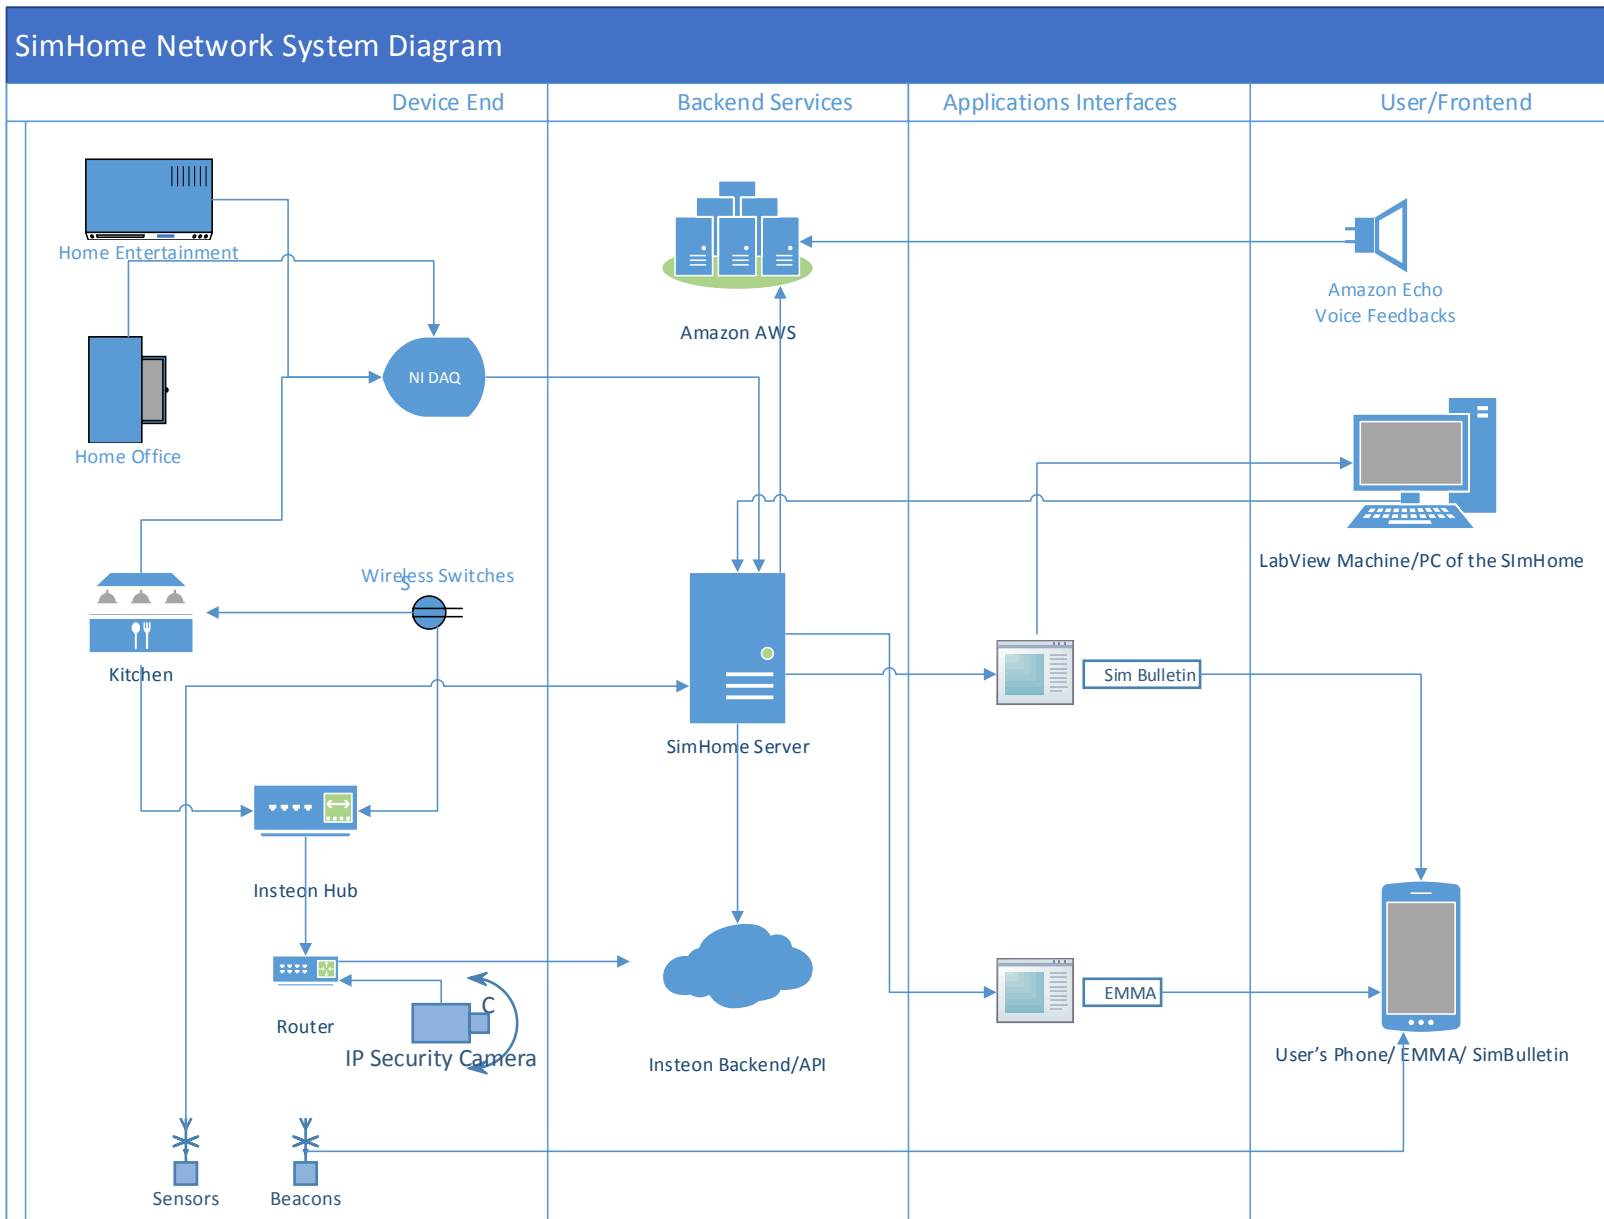 SimHome Network System Diagram
Device End
Backend Services
Applications Interfaces
User/Frontend
Home Entertainment
Amazon AWS
Amazon Echo
Voice Feedbacks
NI DAQ
Home Office
LabView Machine/PC of the SImHome
Wireless Switches
S
Kitchen
Sim Bulletin
SimHome Server
Insteon Hub
EMMA
C
Router
IP Security Camera
Insteon Backend/API
User's Phone/ EMMA/ SimBulletin
Sensors
Beacons